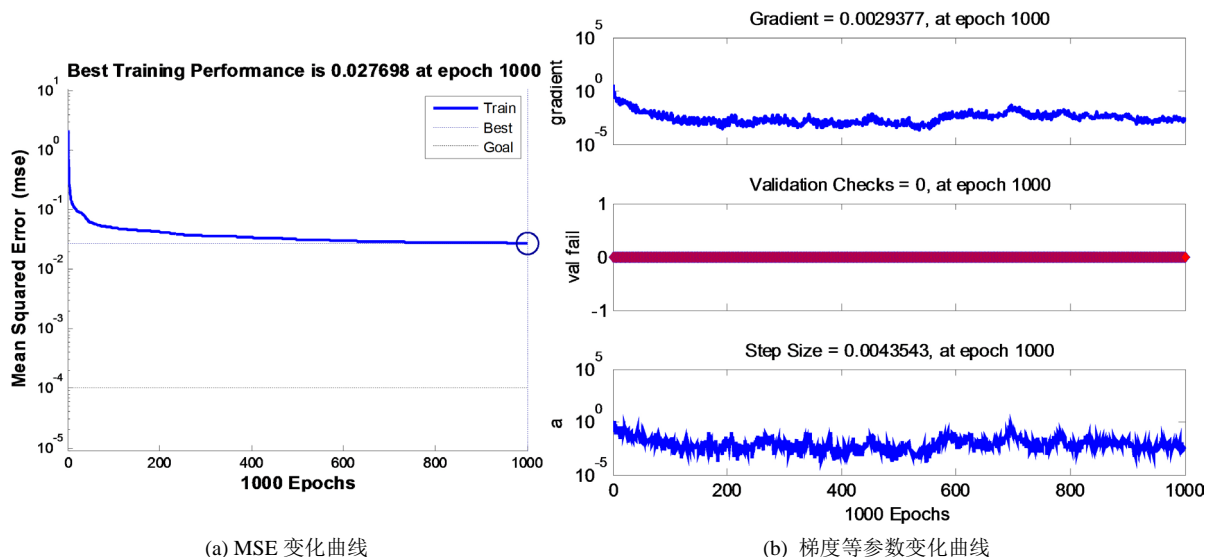 Best Training Performance is 0.027698 at epoch 1000
Mean Squared Error (mse)
10^1
10^0
10^-1
10^-2
10^-3
10^-4
10^-5
Train
Best
Goal
0 200 400 600 800 1000
1000 Epochs
(a) MSE 变化曲线
Gradient = 0.0029377, at epoch 1000
gradient
10^5
10^0
10^-5
Validation Checks = 0, at epoch 1000
val fail
1
0
-1
Step Size = 0.0043543, at epoch 1000
a
10^5
10^0
10^-5
0 200 400 600 800 1000
1000 Epochs
(b) 梯度等参数变化曲线